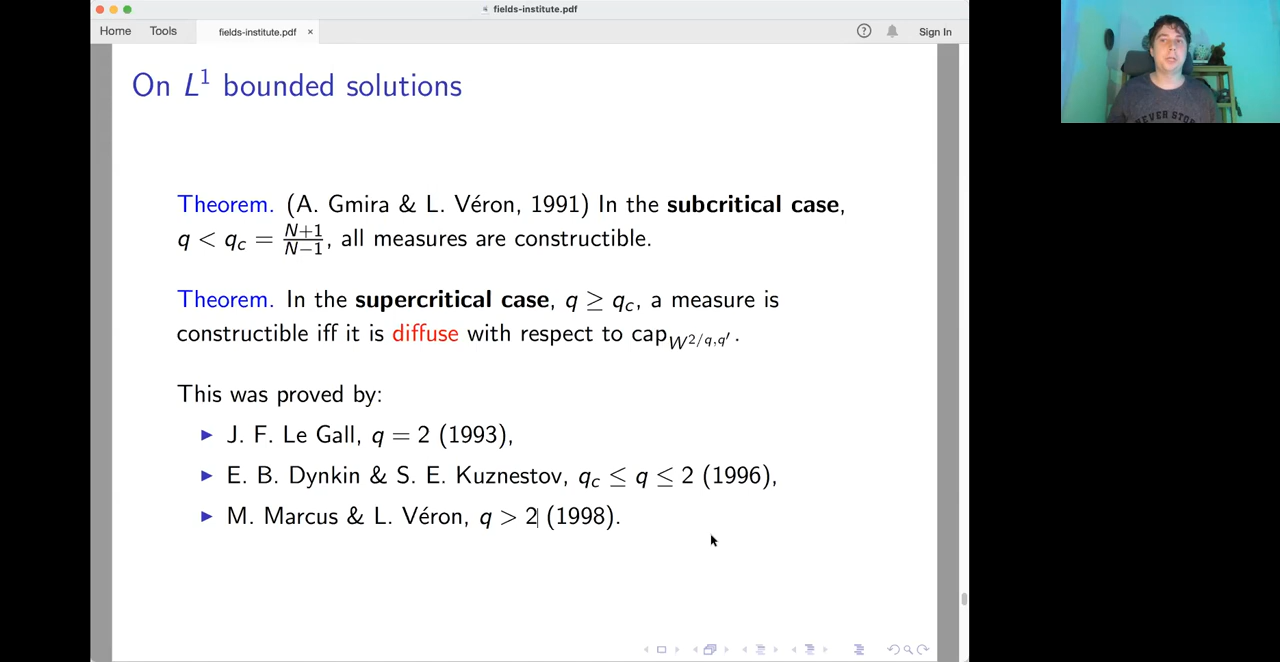 fields-institute.pdf
Home Tools fields-institute.pdf × ? Sign In
On L¹ bounded solutions
Theorem. (A. Gmira & L. Véron, 1991) In the subcritical case,
q < q_c = \frac{N+1}{N−1}, all measures are constructible.
Theorem. In the supercritical case, q ≥ q_c, a measure is
constructible iff it is diffuse with respect to cap_{W^{2/q,q′}}.
This was proved by:
▶ J. F. Le Gall, q = 2 (1993),
▶ E. B. Dynkin & S. E. Kuznestov, q_c ≤ q ≤ 2 (1996),
▶ M. Marcus & L. Véron, q > 2 (1998).
NEVER STOP